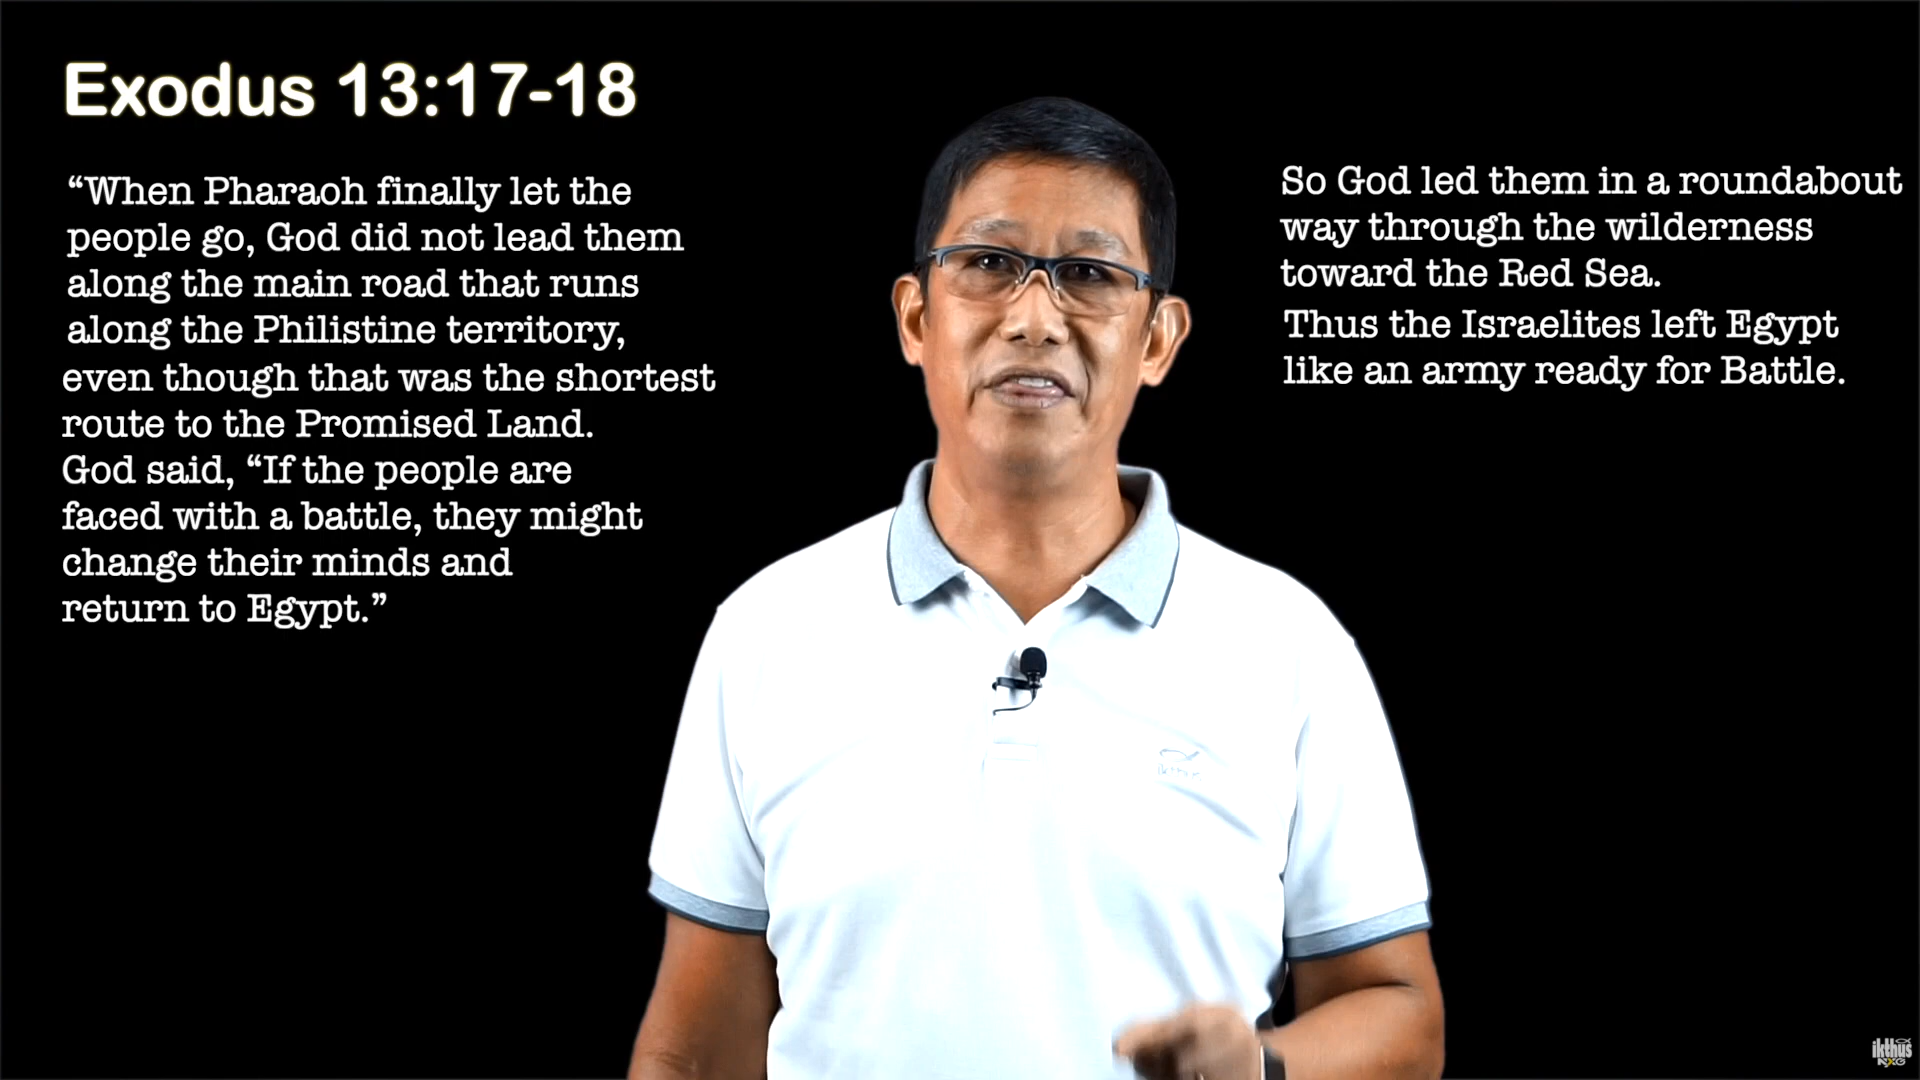 Exodus 13:17-18
“When Pharaoh finally let the
people go, God did not lead them
along the main road that runs
along the Philistine territory,
even though that was the shortest
route to the Promised Land.
God said, “If the people are
faced with a battle, they might
change their minds and
return to Egypt.”
So God led them in a roundabout
way through the wilderness
toward the Red Sea.
Thus the Israelites left Egypt
like an army ready for Battle.
ikthus
ikthus
NXG